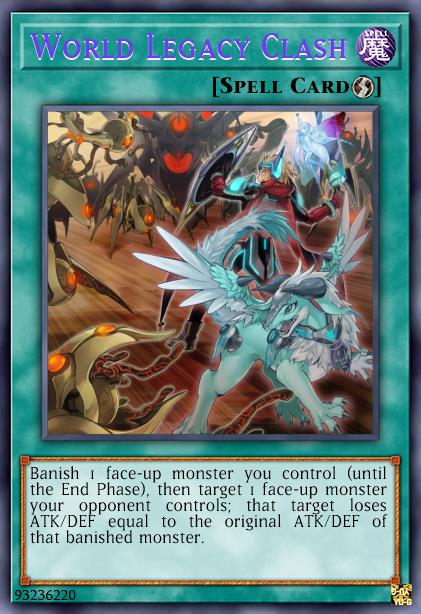 WORLD LEGACY CLASH
SPELL
魔
[SPELL CARD]
Banish 1 face-up monster you control (until
the End Phase), then target 1 face-up monster
your opponent controls; that target loses
ATK/DEF equal to the original ATK/DEF of
that banished monster.
93236220